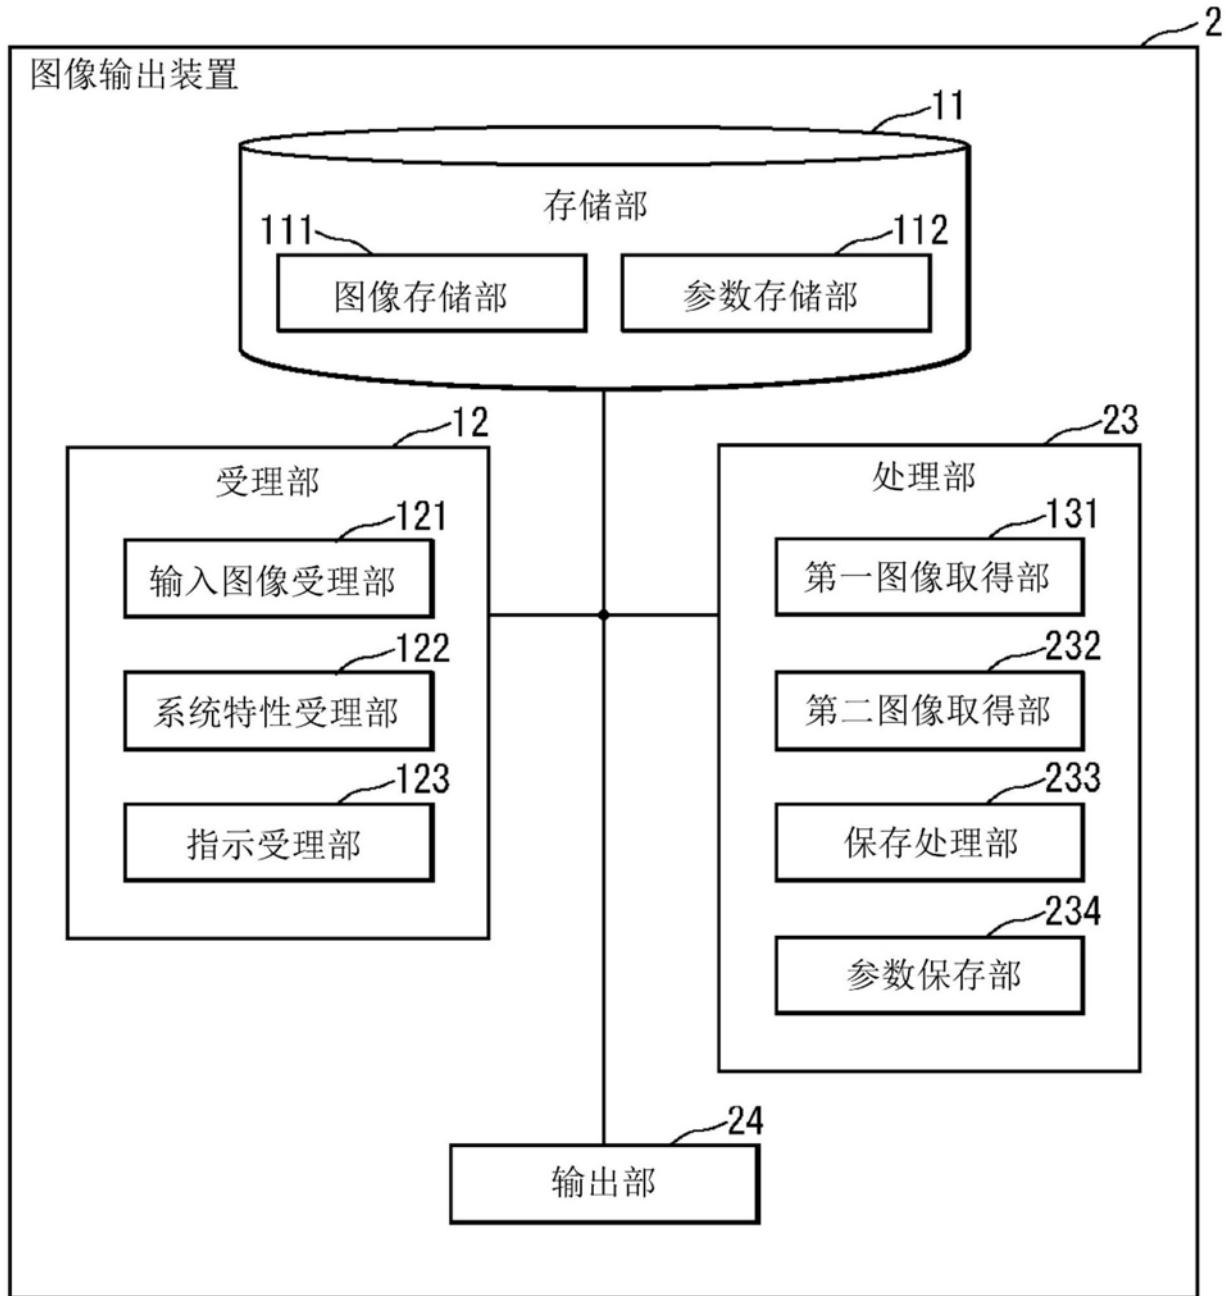 2
图像输出装置
11
存储部
111
112
图像存储部
参数存储部
12
受理部
121
输入图像受理部
122
系统特性受理部
123
指示受理部
23
处理部
131
第一图像取得部
232
第二图像取得部
233
保存处理部
234
参数保存部
24
输出部